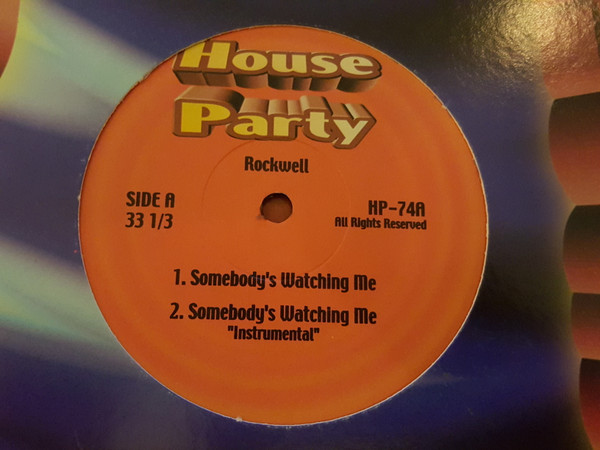 House
Party
Rockwell
SIDE A
33 1/3
HP-74A
All Rights Reserved
1. Somebody's Watching Me
2. Somebody's Watching Me
"Instrumental"